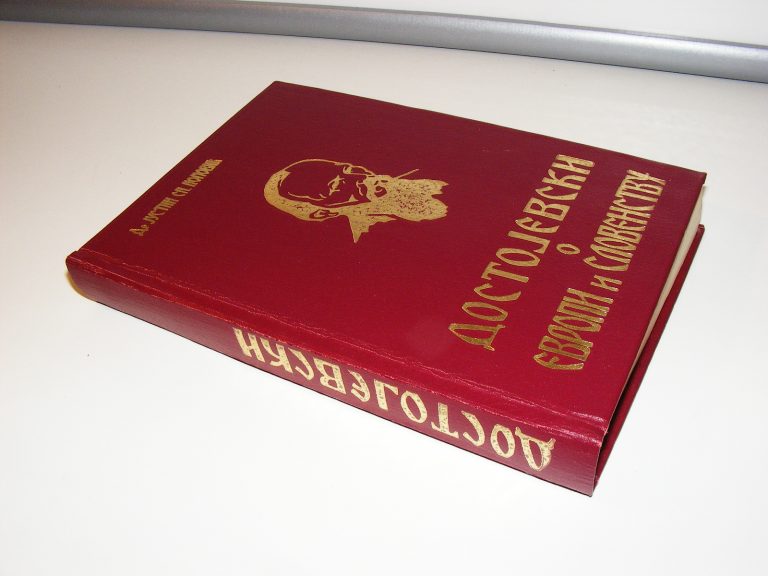 Др ЈУСТИН СП. ПОПОВИЋ
ДОСТОЈЕВСКИ
О
ЕВРОПИ И СЛОВЕНСТВУ
ДОСТОЈЕВСКИ